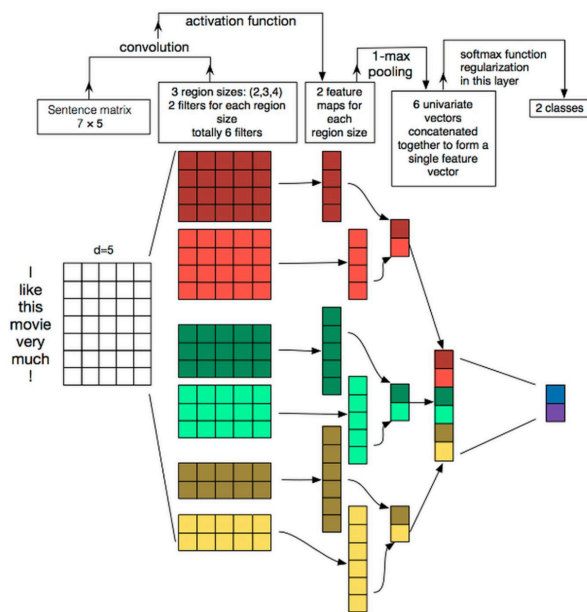 activation function
convolution
1-max
pooling
softmax function
regularization
in this layer
Sentence matrix
7 × 5
3 region sizes: (2,3,4)
2 filters for each region
size
totally 6 filters
2 feature
maps for
each
region size
6 univariate
vectors
concatenated
together to form a
single feature
vector
2 classes
d=5
I
like
this
movie
very
much
!